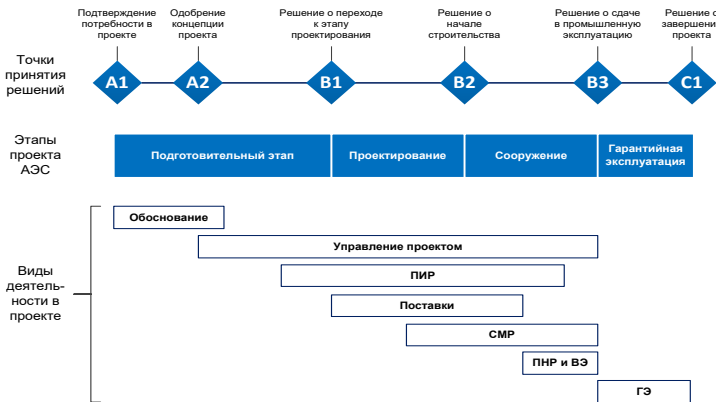 Подтверждение
потребности в
проекте
Одобрение
концепции
проекта
Решение о переходе
к этапу
проектирования
Решение о
начале
строительства
Решение о сдаче
в промышленную
эксплуатацию
Решение о
завершени
проекта
Точки
принятия
решений
A1
A2
B1
B2
B3
C1
Этапы
проекта
АЭС
Подготовительный этап
Проектирование
Сооружение
Гарантийная
эксплуатация
Виды
деятель-
ности в
проекте
Обоснование
Управление проектом
ПИР
Поставки
СМР
ПНР и ВЭ
ГЭ